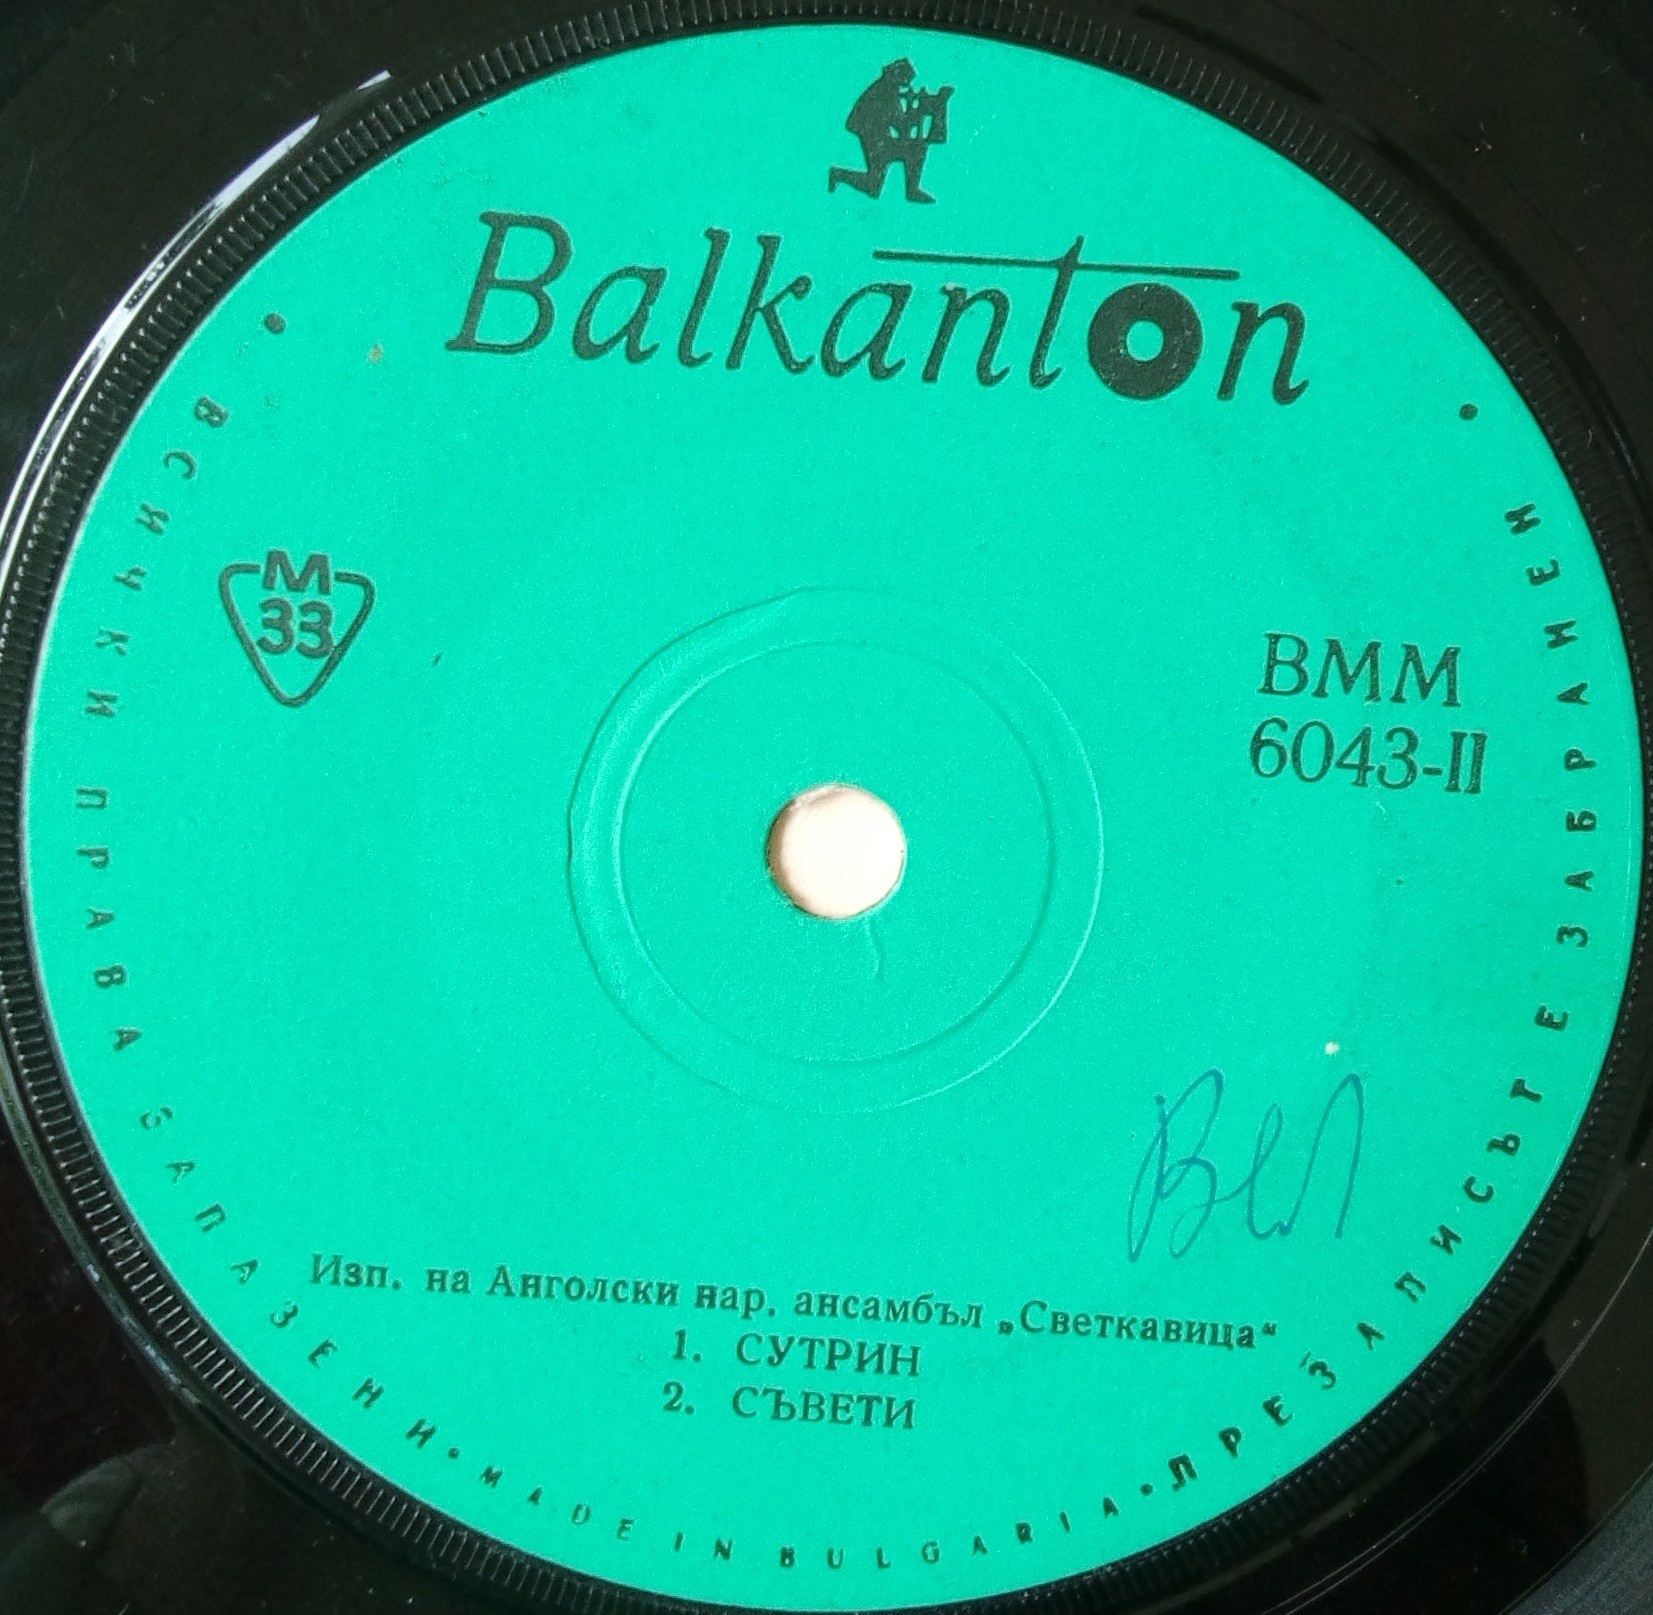 Balkanton
M
33
ВММ
6043-II
Изп. на Анголски нар. ансамбъл „Светкавица“
1. СУТРИН
2. СЪВЕТИ
• ВСИЧКИ ПРАВА ЗАПАЗЕНИ • MADE IN BULGARIA • ПРЕЗАПИСЪТ Е ЗАБРАНЕН •